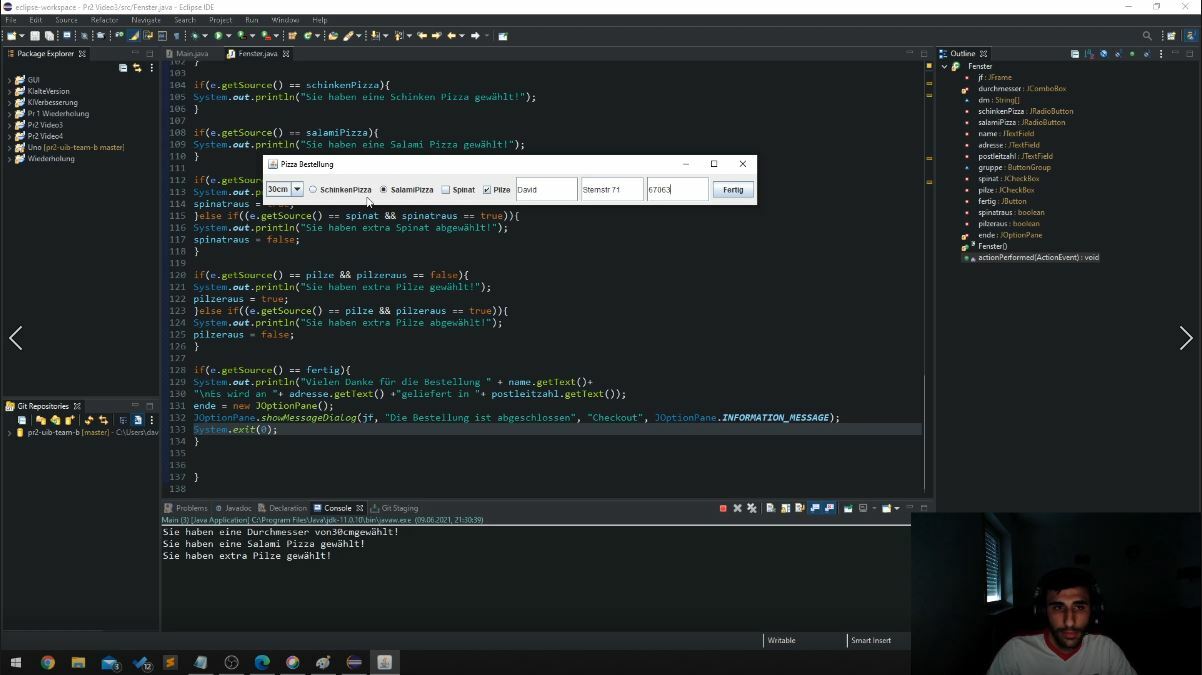 eclipse-workspace - Pr2 Video3/src/Fenster.java - Eclipse IDE
File Edit Source Refactor Navigate Search Project Run Window Help
Package Explorer
GUI
KIalteVersion
KIVerbesserung
Pr 1 Wiederholung
Pr2 Video3
Pr2 Video4
Uno [pr2-uib-team-b master]
Wiederholung
Git Repositories
pr2-uib-team-b [master] - C:\Users\dav
Main.java Fenster.java
102 }
103
104 if(e.getSource() == schinkenPizza){
105 System.out.println("Sie haben eine Schinken Pizza gewählt!");
106 }
107
108 if(e.getSource() == salamiPizza){
109 System.out.println("Sie haben eine Salami Pizza gewählt!");
110 }
111
112 if(e
113 Syste
114 spinatraus =
115 }else if((e.getSource() == spinat && spinatraus == true)){
116 System.out.println("Sie haben extra Spinat abgewählt!");
117 spinatraus = false;
118 }
119
120 if(e.getSource() == pilze && pilzeraus == false){
121 System.out.println("Sie haben extra Pilze gewählt!");
122 pilzeraus = true;
123 }else if((e.getSource() == pilze && pilzeraus == true)){
124 System.out.println("Sie haben extra Pilze abgewählt!");
125 pilzeraus = false;
126 }
127
128 if(e.getSource() == fertig){
129 System.out.println("Vielen Danke für die Bestellung " + name.getText()+
130 "\nEs wird an "+ adresse.getText() +"geliefert in "+ postleitzahl.getText());
131 ende = new JOptionPane();
132 JOptionPane.showMessageDialog(jf, "Die Bestellung ist abgeschlossen", "Checkout", JOptionPane.INFORMATION_MESSAGE);
133 System.exit(0);
134 }
135
136
137 }
138
Pizza Bestellung
30cm SchinkenPizza SalamiPizza Spinat Pilze David Sternstr 71 67063 Fertig
Problems Javadoc Declaration Console Git Staging
Main (3) [Java Application] C:\Program Files\Java\jdk-11.0.10\bin\javaw.exe (09.06.2021, 21:30:39)
Sie haben eine Durchmesser von30cmgewählt!
Sie haben eine Salami Pizza gewählt!
Sie haben extra Pilze gewählt!
Outline
Fenster
jf : JFrame
durchmesser : JComboBox
dm : String[]
schinkenPizza : JRadioButton
salamiPizza : JRadioButton
name : JTextField
adresse : JTextField
postleitzahl : JTextField
gruppe : ButtonGroup
spinat : JCheckBox
pilze : JCheckBox
fertig : JButton
spinatraus : boolean
pilzeraus : boolean
ende : JOptionPane
Fenster()
actionPerformed(ActionEvent) : void
Writable Smart Insert
3
12